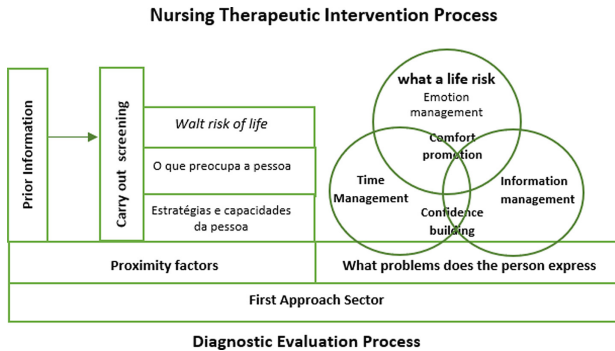 Nursing Therapeutic Intervention Process
Prior Information
Carry out screening
Walt risk of life
O que preocupa a pessoa
Estratégias e capacidades
da pessoa
what a life risk
Emotion
management
Comfort
promotion
Time
Management
Information
management
Confidence
building
Proximity factors
What problems does the person express
First Approach Sector
Diagnostic Evaluation Process